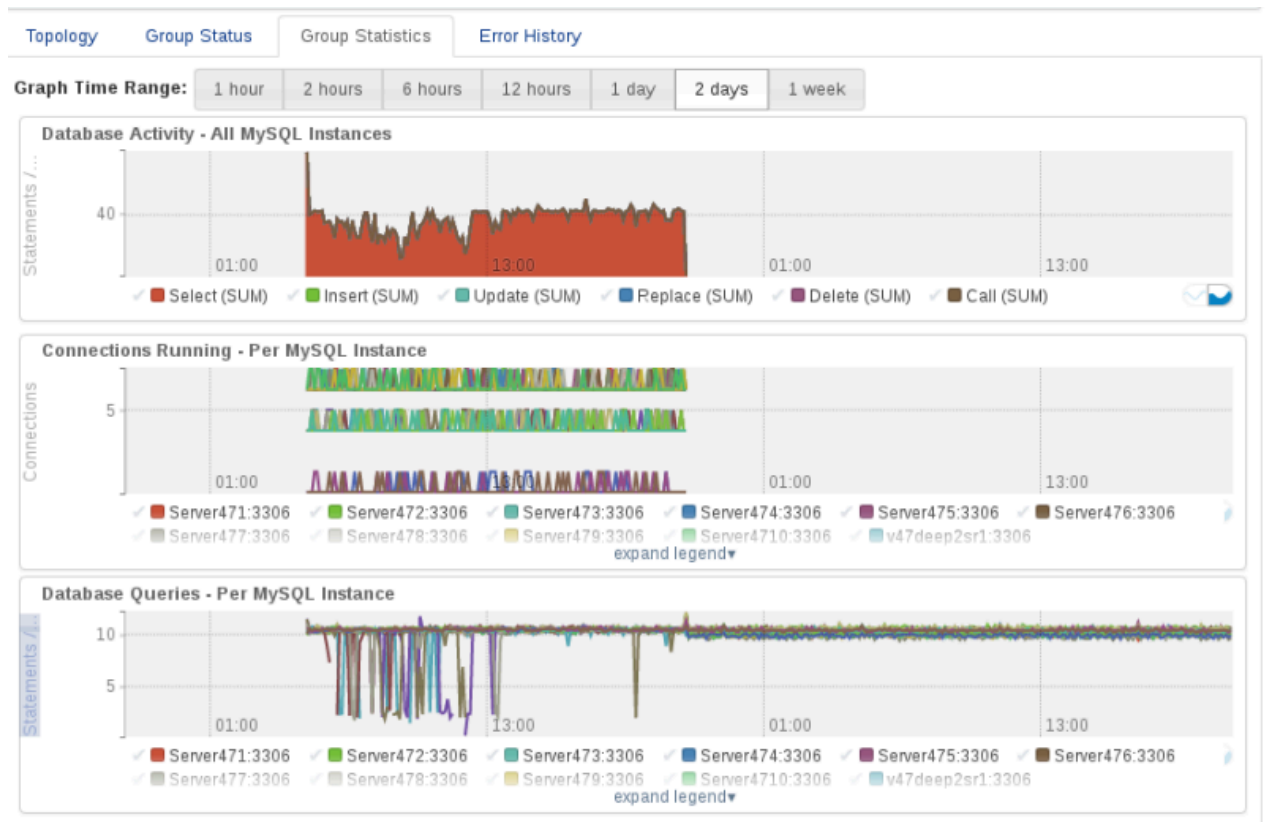 Topology Group Status Group Statistics Error History
Graph Time Range: 1 hour 2 hours 6 hours 12 hours 1 day 2 days 1 week
Database Activity - All MySQL Instances
Statements /...
40
01:00 13:00 01:00 13:00
Select (SUM) Insert (SUM) Update (SUM) Replace (SUM) Delete (SUM) Call (SUM)
Connections Running - Per MySQL Instance
Connections
5
01:00 13:00 01:00 13:00
Server471:3306 Server472:3306 Server473:3306 Server474:3306 Server475:3306 Server476:3306
Server477:3306 Server478:3306 Server479:3306 Server4710:3306 v47deep2sr1:3306
expand legend▾
Database Queries - Per MySQL Instance
Statements /...
10
5
01:00 13:00 01:00 13:00
Server471:3306 Server472:3306 Server473:3306 Server474:3306 Server475:3306 Server476:3306
Server477:3306 Server478:3306 Server479:3306 Server4710:3306 v47deep2sr1:3306
expand legend▾